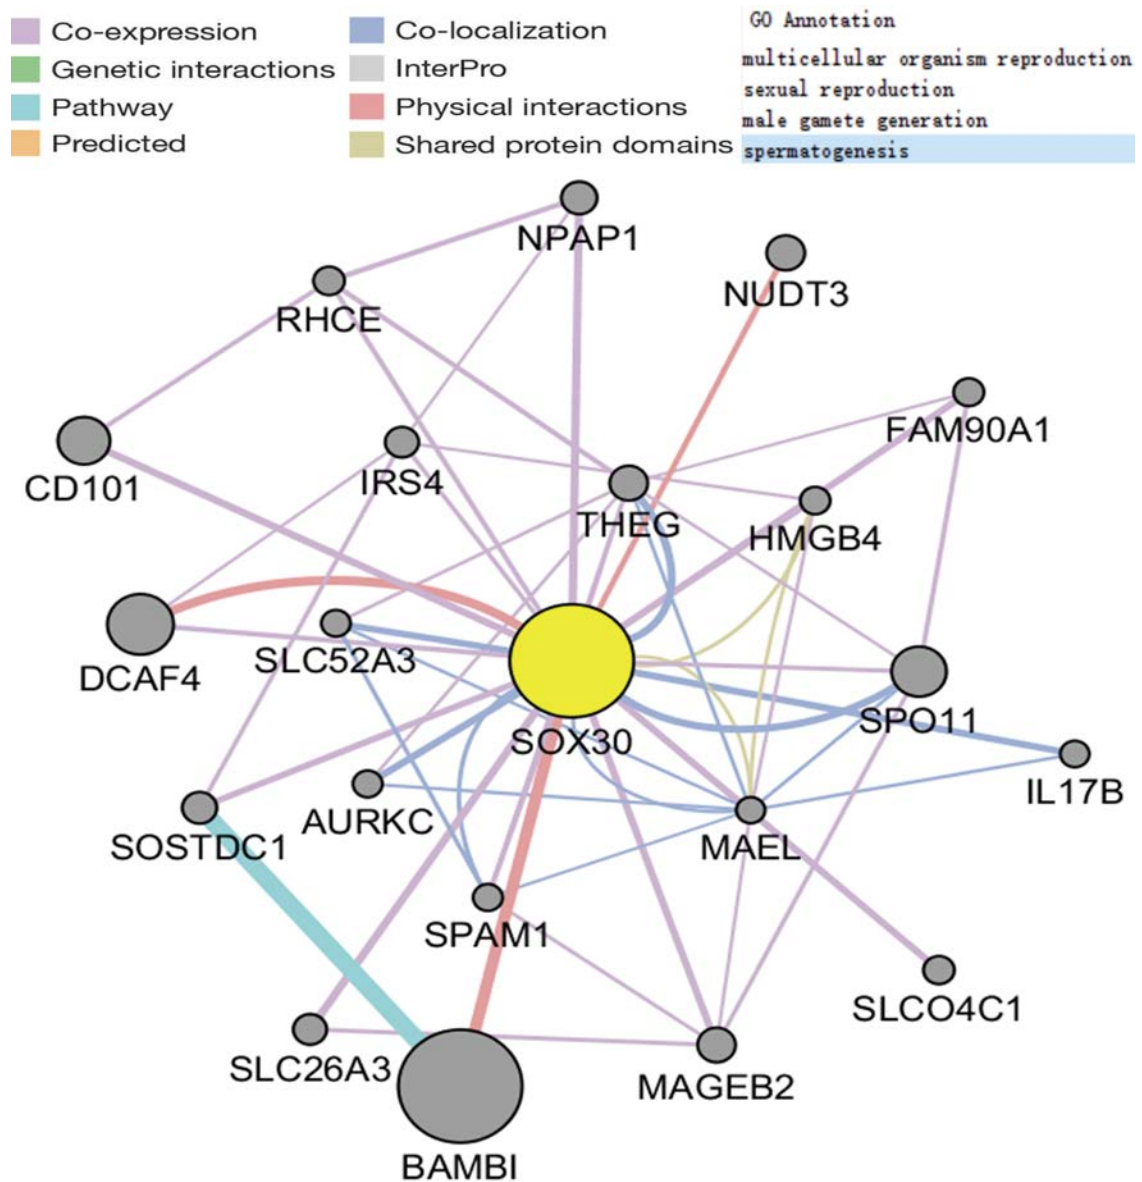 Co-expression
Co-localization
GO Annotation
Genetic interactions
InterPro
multicellular organism reproduction
Pathway
Physical interactions
sexual reproduction
male gamete generation
Predicted
Shared protein domains
spermatogenesis
NPAP1
NUDT3
RHCE
FAM90A1
CD101
IRS4
THEG
HMGB4
DCAF4
SLC52A3
SPO11
SOX30
IL17B
SOSTDC1
AURKC
MAEL
SPAM1
SLCO4C1
SLC26A3
MAGEB2
BAMBI